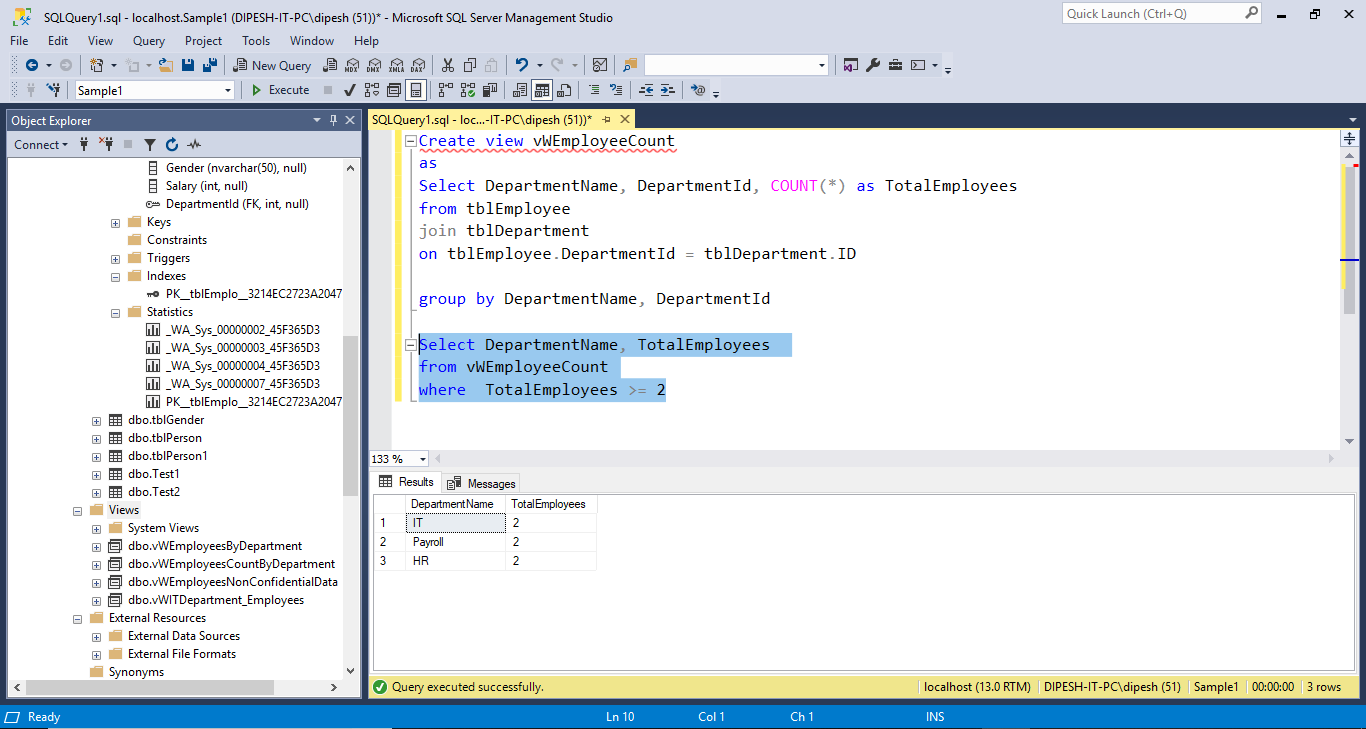 SQLQuery1.sql - localhost.Sample1 (DIPESH-IT-PC\dipesh (51))* - Microsoft SQL Server Management Studio
Quick Launch (Ctrl+Q)
File Edit View Query Project Tools Window Help
New Query MDX DMX XMLA DAX
Sample1 Execute
Object Explorer
Connect
Gender (nvarchar(50), null)
Salary (int, null)
DepartmentId (FK, int, null)
Keys
Constraints
Triggers
Indexes
PK__tblEmplo__3214EC2723A2047
Statistics
_WA_Sys_00000002_45F365D3
_WA_Sys_00000003_45F365D3
_WA_Sys_00000004_45F365D3
_WA_Sys_00000007_45F365D3
PK__tblEmplo__3214EC2723A2047
dbo.tblGender
dbo.tblPerson
dbo.tblPerson1
dbo.Test1
dbo.Test2
Views
System Views
dbo.vWEmployeesByDepartment
dbo.vWEmployeesCountByDepartment
dbo.vWEmployeesNonConfidentialData
dbo.vWITDepartment_Employees
External Resources
External Data Sources
External File Formats
Synonyms
SQLQuery1.sql - loc...-IT-PC\dipesh (51))*
Create view vWEmployeeCount
as
Select DepartmentName, DepartmentId, COUNT(*) as TotalEmployees
from tblEmployee
join tblDepartment
on tblEmployee.DepartmentId = tblDepartment.ID
group by DepartmentName, DepartmentId
Select DepartmentName, TotalEmployees
from vWEmployeeCount
where  TotalEmployees >= 2
133 %
Results Messages
DepartmentName TotalEmployees
1 IT 2
2 Payroll 2
3 HR 2
Query executed successfully. localhost (13.0 RTM) DIPESH-IT-PC\dipesh (51) Sample1 00:00:00 3 rows
Ready Ln 10 Col 1 Ch 1 INS